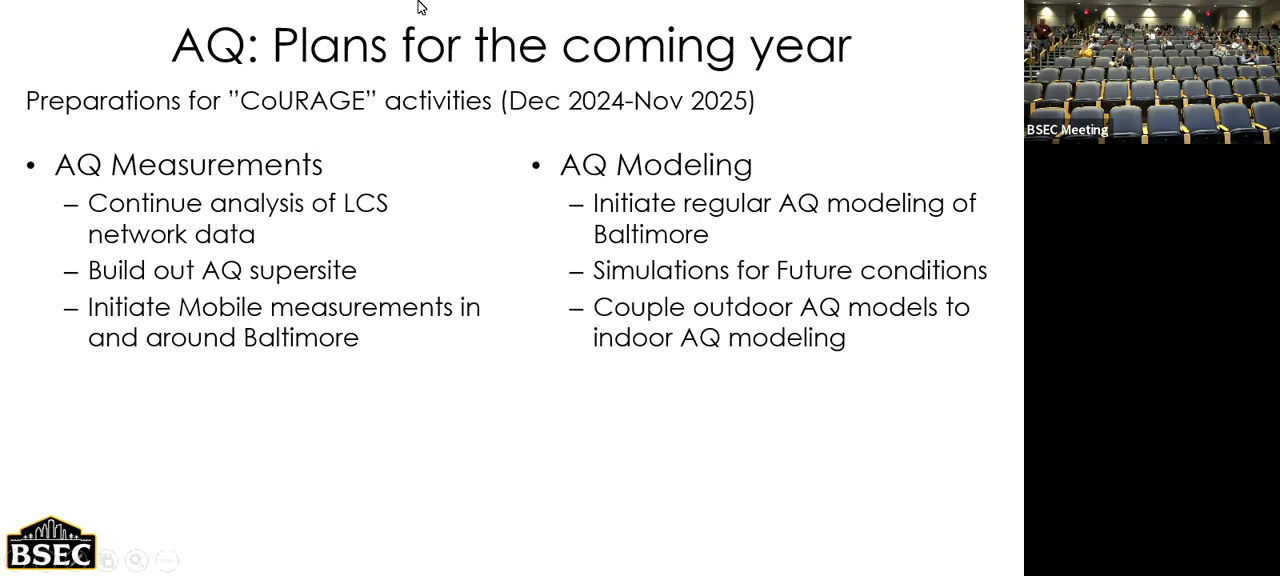 AQ: Plans for the coming year
Preparations for ”CoURAGE” activities (Dec 2024-Nov 2025)
• AQ Measurements
– Continue analysis of LCS
network data
– Build out AQ supersite
– Initiate Mobile measurements in
and around Baltimore
• AQ Modeling
– Initiate regular AQ modeling of
Baltimore
– Simulations for Future conditions
– Couple outdoor AQ models to
indoor AQ modeling
BSEC Meeting
BSEC